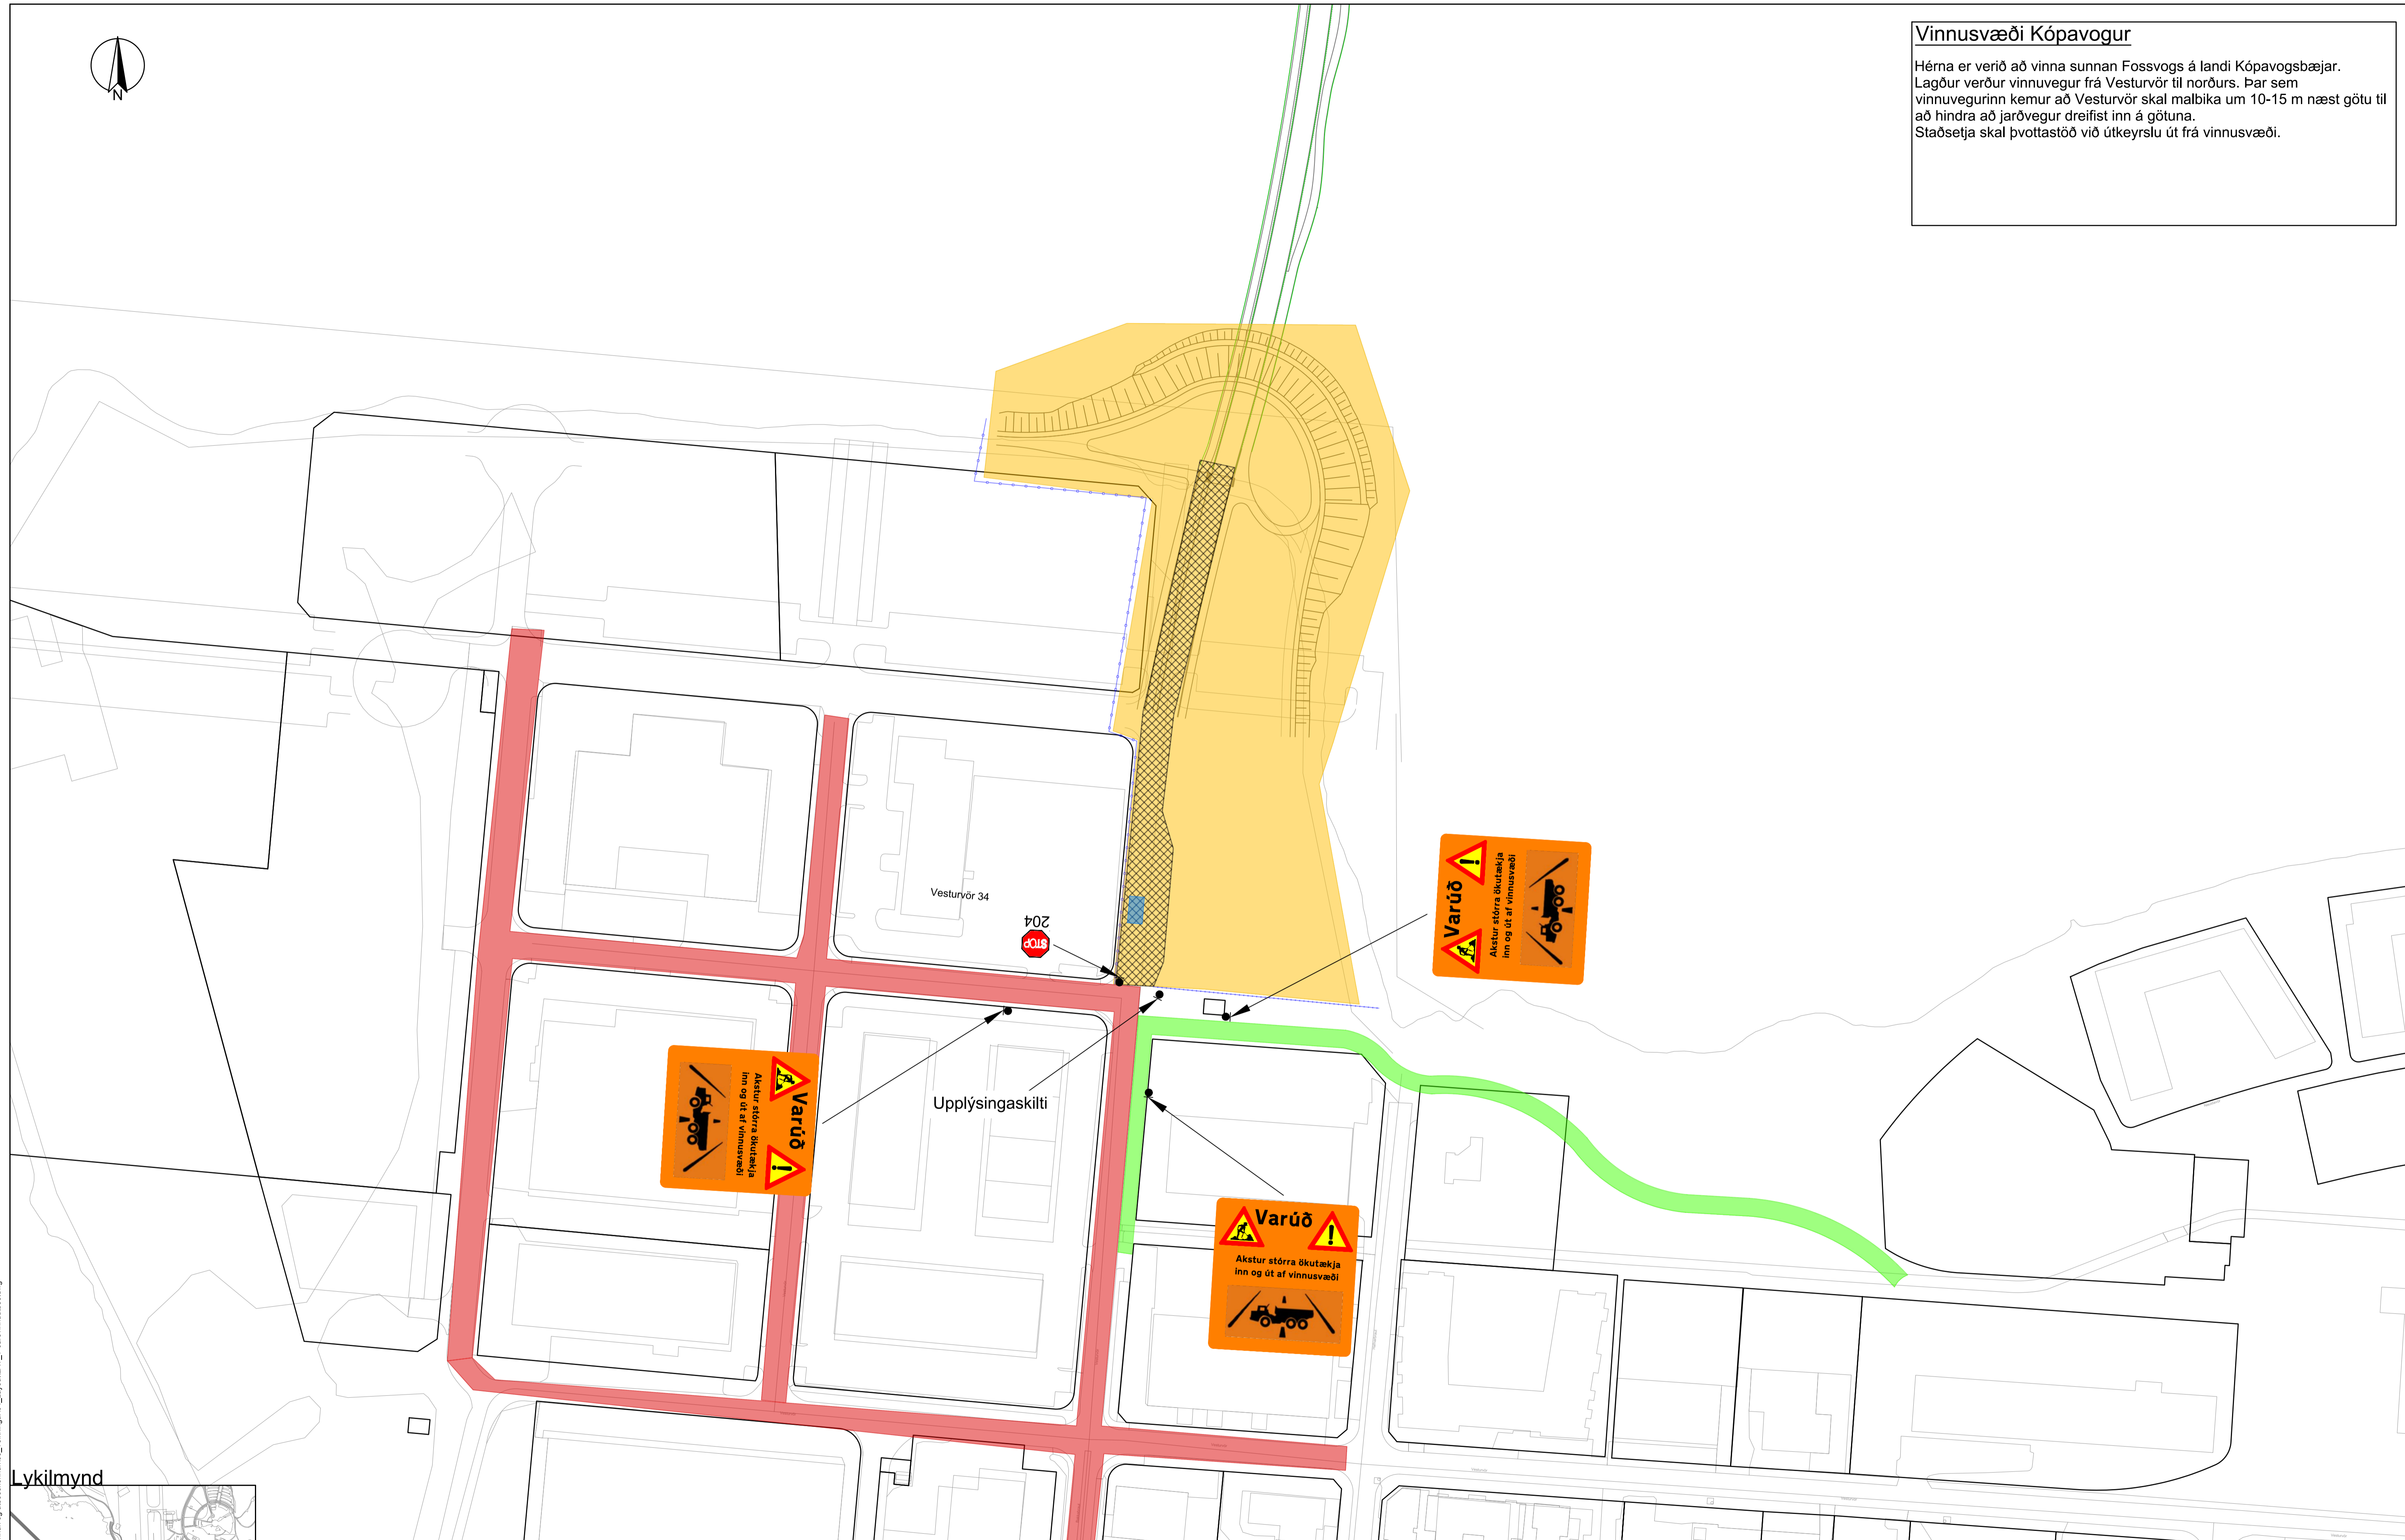 Vinnusvæði Kópavogur
Hérna er verið að vinna sunnan Fossvogs á landi Kópavogsbæjar.
Lagður verður vinnuvegur frá Vesturvör til norðurs. Þar sem
vinnuvegurinn kemur að Vesturvör skal malbika um 10-15 m næst götu til
að hindra að jarðvegur dreifist inn á götuna.
Staðsetja skal þvottastöð við útkeyrslu út frá vinnusvæði.
N
Vesturvör 34
204
STOP
Varúð
Akstur stórra ökutækja
inn og út af vinnusvæði
Varúð
Akstur stórra ökutækja
inn og út af vinnusvæði
Upplýsingaskilti
Varúð
Akstur stórra ökutækja
inn og út af vinnusvæði
Lykilmynd